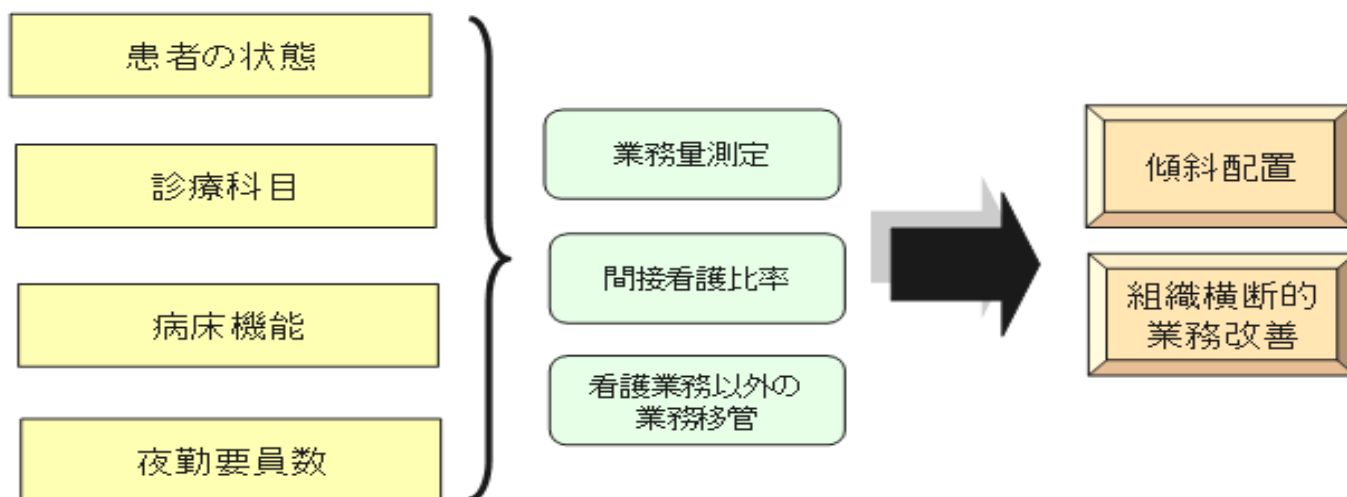 患者の状態
診療科目
病床機能
夜勤要員数
業務量測定
間接看護比率
看護業務以外の
業務移管
傾斜配置
組織横断的
業務改善